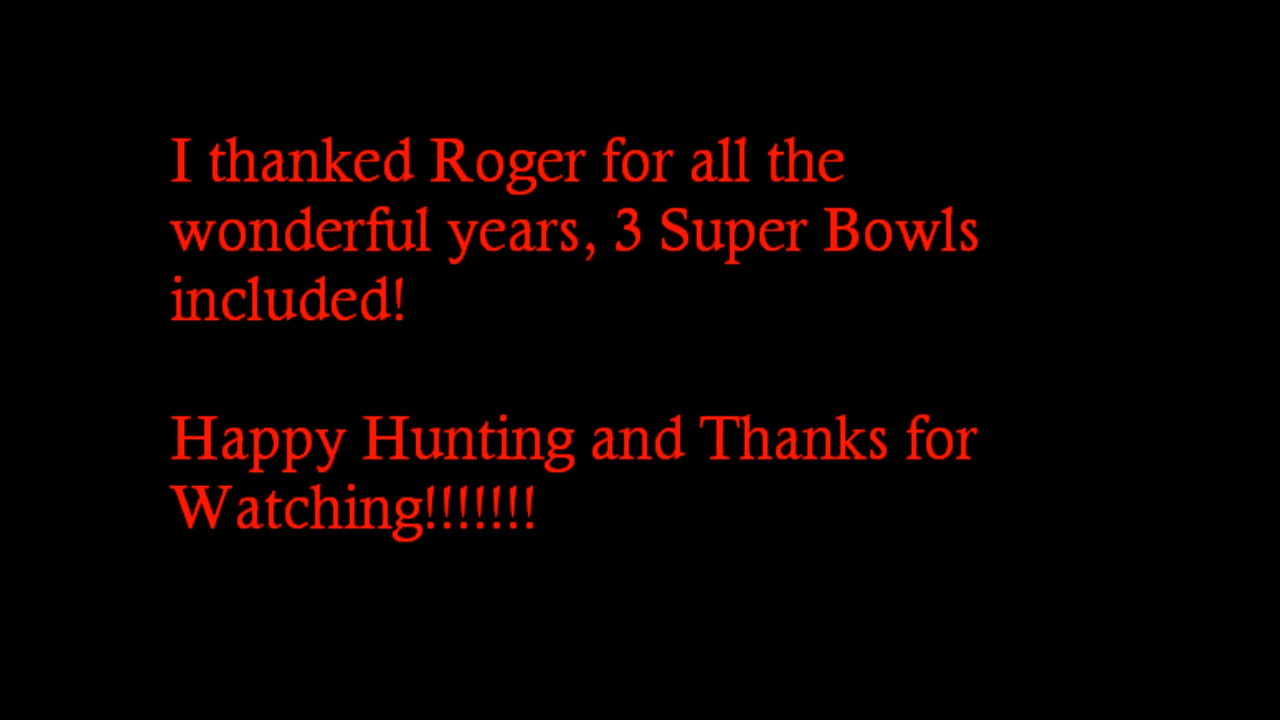 I thanked Roger for all the
wonderful years, 3 Super Bowls
included!
Happy Hunting and Thanks for
Watching!!!!!!!